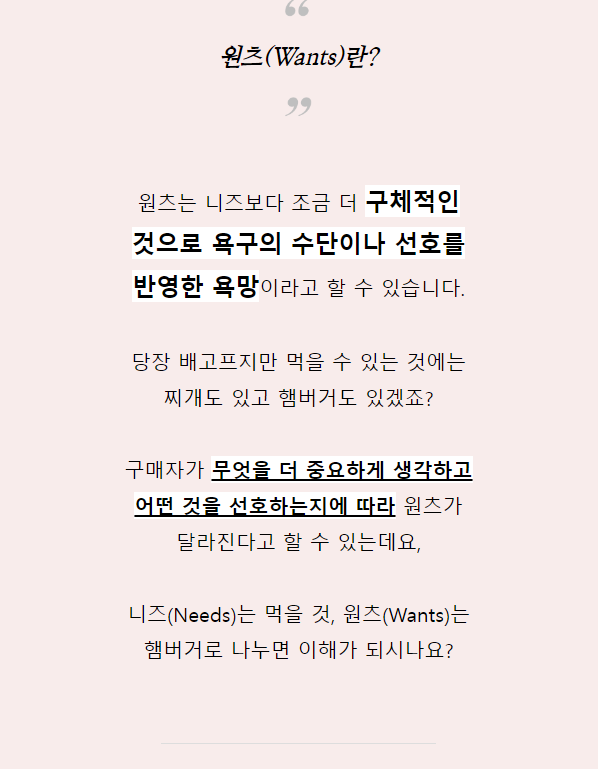 “
원츠(Wants)란?
”
원츠는 니즈보다 조금 더 구체적인
것으로 욕구의 수단이나 선호를
반영한 욕망이라고 할 수 있습니다.
당장 배고프지만 먹을 수 있는 것에는
찌개도 있고 햄버거도 있겠죠?
구매자가 무엇을 더 중요하게 생각하고
어떤 것을 선호하는지에 따라 원츠가
달라진다고 할 수 있는데요,
니즈(Needs)는 먹을 것, 원츠(Wants)는
햄버거로 나누면 이해가 되시나요?